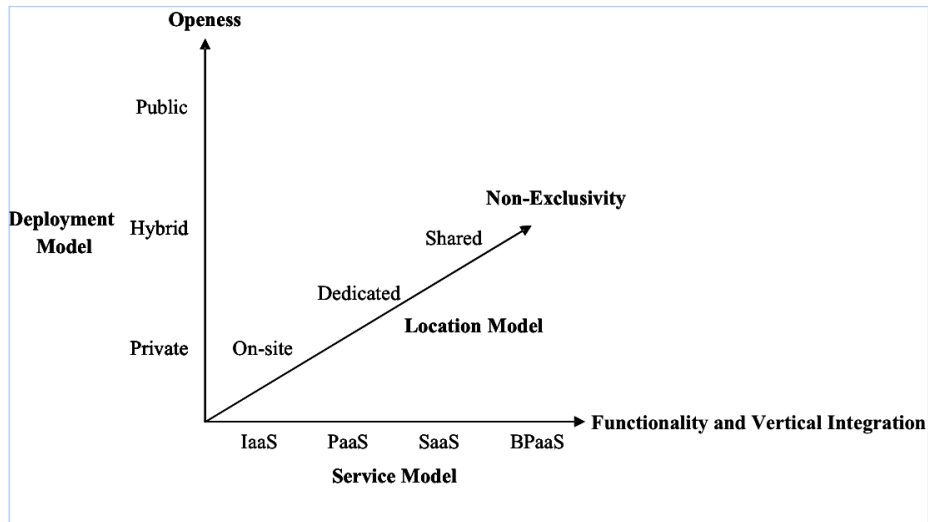 Openess
Public
Non-Exclusivity
Deployment
Model
Hybrid
Shared
Dedicated
Location Model
Private
On-site
Functionality and Vertical Integration
IaaS PaaS SaaS BPaaS
Service Model